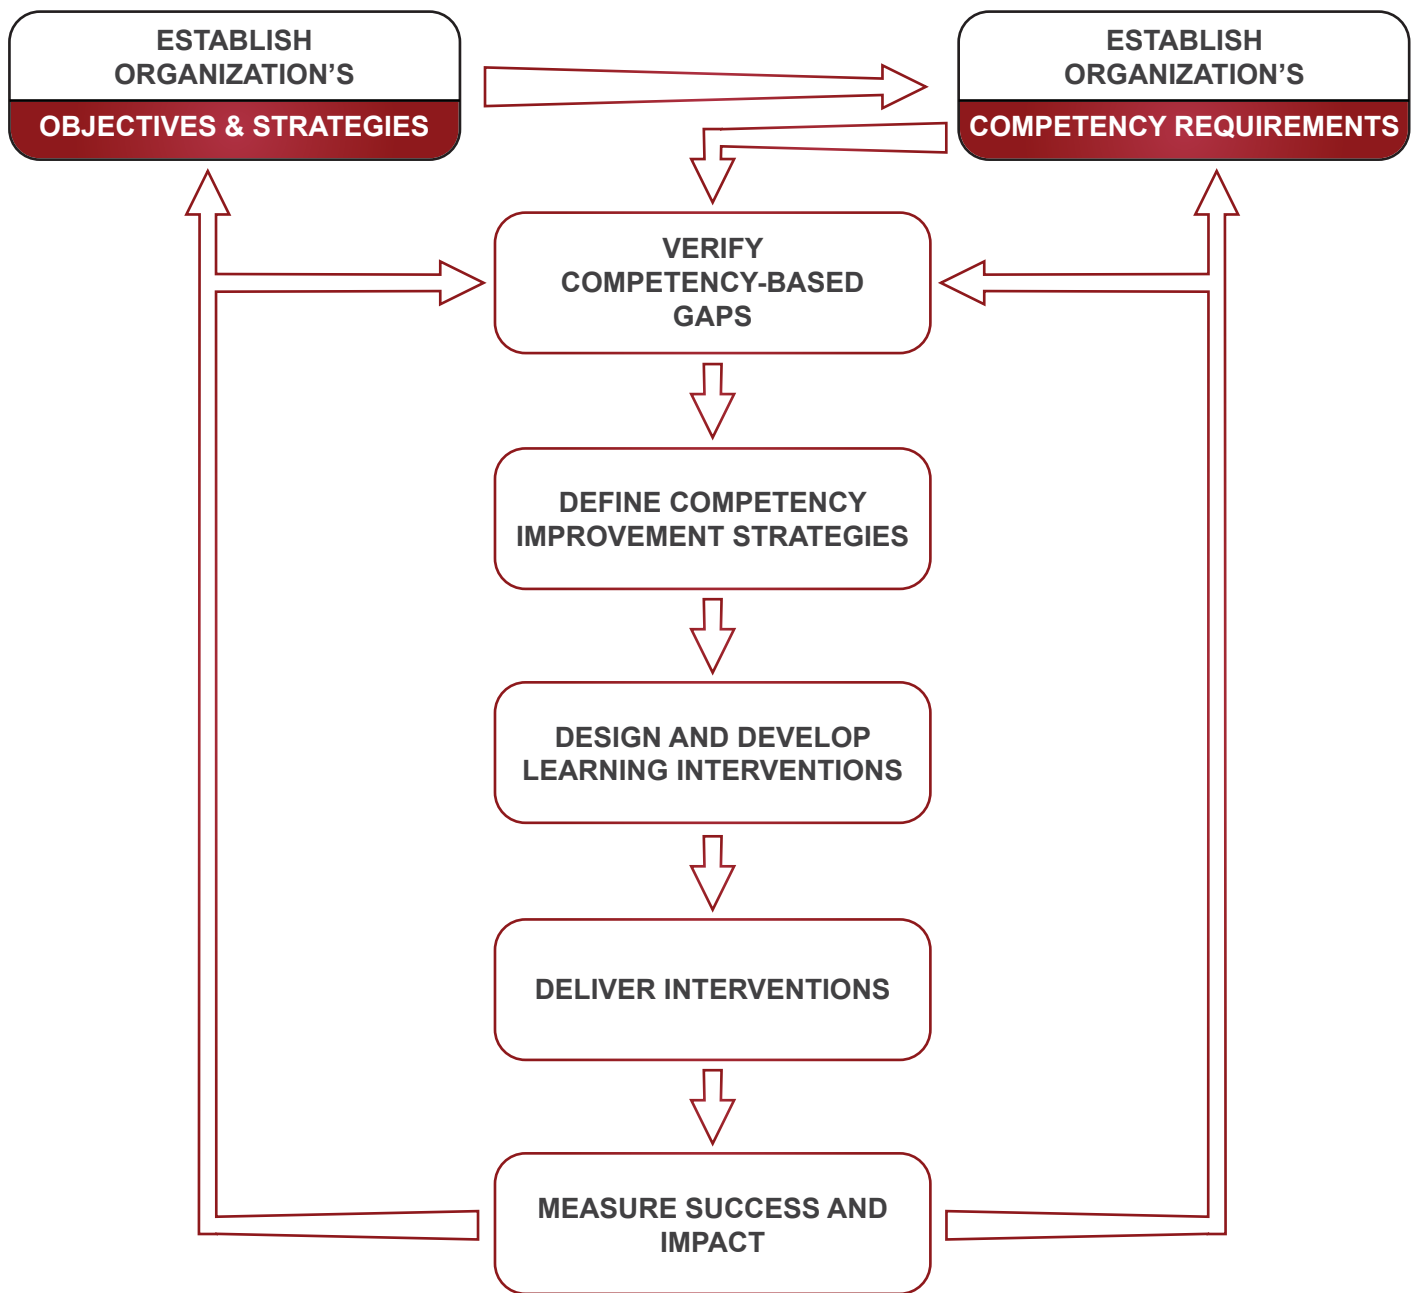 ESTABLISH
ORGANIZATION’S
OBJECTIVES & STRATEGIES
ESTABLISH
ORGANIZATION’S
COMPETENCY REQUIREMENTS
VERIFY
COMPETENCY-BASED
GAPS
DEFINE COMPETENCY
IMPROVEMENT STRATEGIES
DESIGN AND DEVELOP
LEARNING INTERVENTIONS
DELIVER INTERVENTIONS
MEASURE SUCCESS AND
IMPACT